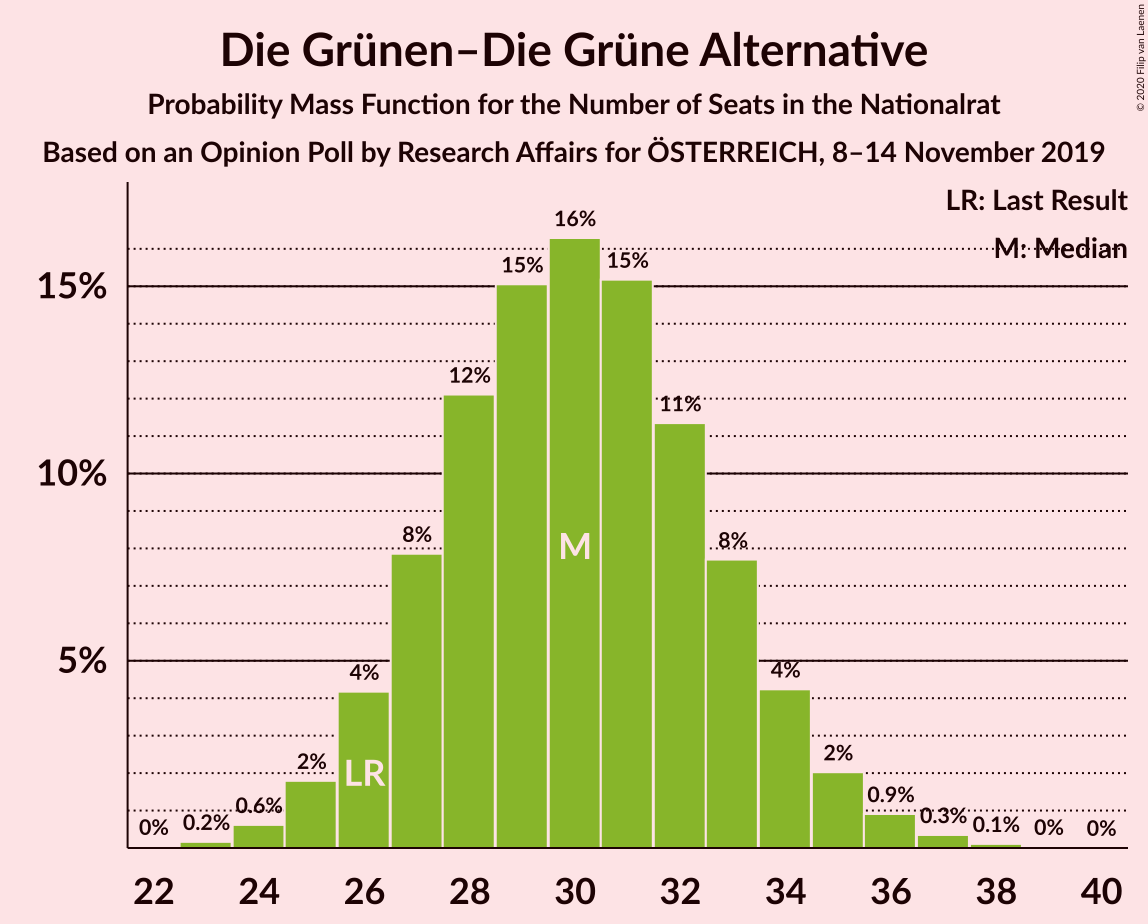 Die Grünen–Die Grüne Alternative
Probability Mass Function for the Number of Seats in the Nationalrat
Based on an Opinion Poll by Research Affairs for ÖSTERREICH, 8–14 November 2019
© 2020 Filip van Laenen
LR: Last Result
M: Median
15%
10%
5%
0%
0.2%
0.6%
2%
4%
8%
12%
15%
16%
15%
11%
8%
4%
2%
0.9%
0.3%
0.1%
0%
0%
LR
M
22 24 26 28 30 32 34 36 38 40